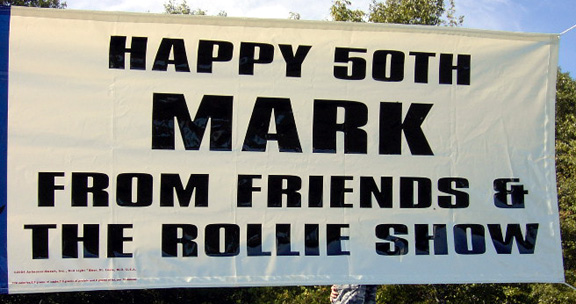 HAPPY 50TH
MARK
FROM FRIENDS &
THE ROLLIE SHOW